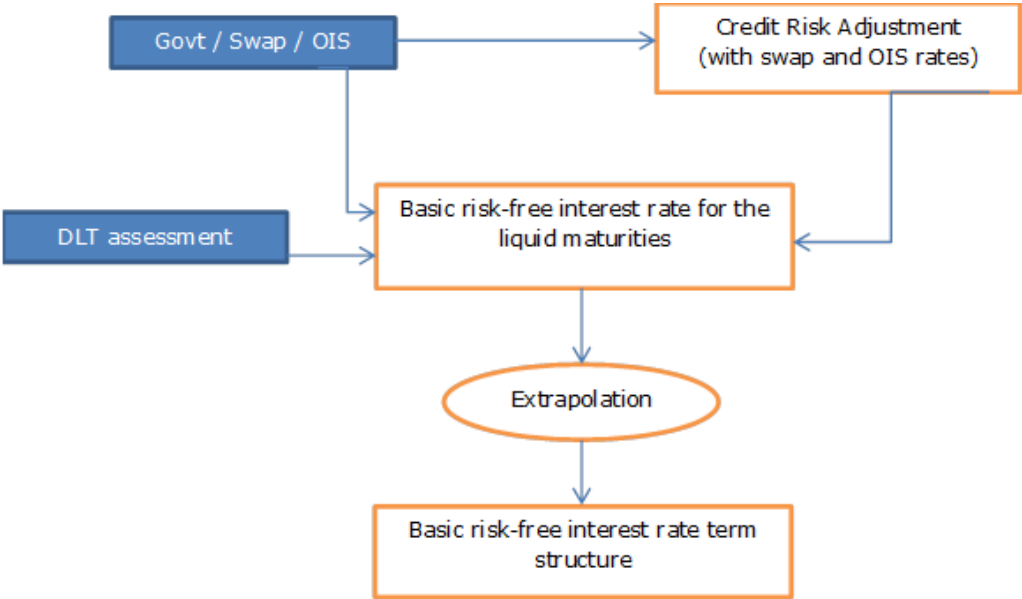 Govt / Swap / OIS
Credit Risk Adjustment
(with swap and OIS rates)
Basic risk-free interest rate for the
liquid maturities
DLT assessment
Extrapolation
Basic risk-free interest rate term
structure